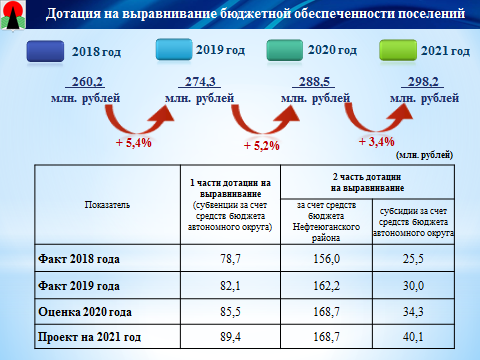 Дотация на выравнивание бюджетной обеспеченности поселений
2018 год
2019 год
2020 год
2021 год
260,2
млн. рублей
274,3
млн. рублей
288,5
млн. рублей
298,2
млн. рублей
+ 5,4%
+ 5,2%
+ 3,4%
(млн. рублей)
Показатель
1 части дотации на
выравнивание
(субвенции за счет
средств бюджета
автономного округа)
2 часть дотации
на выравнивание
за счет средств
бюджета
Нефтеюганского
района
субсидии за счет
средств бюджета
автономного округа
Факт 2018 года 78,7 156,0 25,5
Факт 2019 года 82,1 162,2 30,0
Оценка 2020 года 85,5 168,7 34,3
Проект на 2021 год 89,4 168,7 40,1